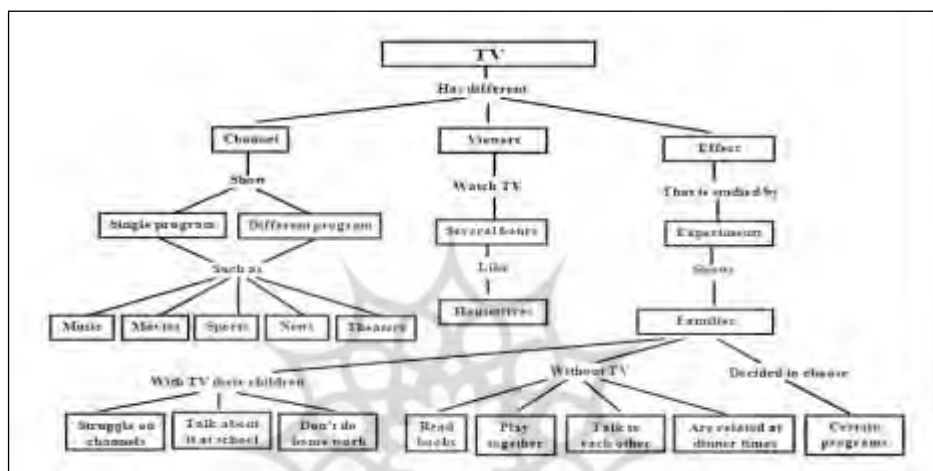 TV
Has different
Channel
Viewers
Effect
Show
Watch TV
That is studied by
Single program
Different program
Several hours
Experiments
Such as
Like
Shows
Music
Movies
Sports
News
Theaters
Housewives
Families
With TV their children
Without TV
Decided to choose
Struggle on
channels
Talk about
it at school
Don't do
home work
Read
books
Play
together
Talk to
each other
Are related at
dinner times
Certain
programs